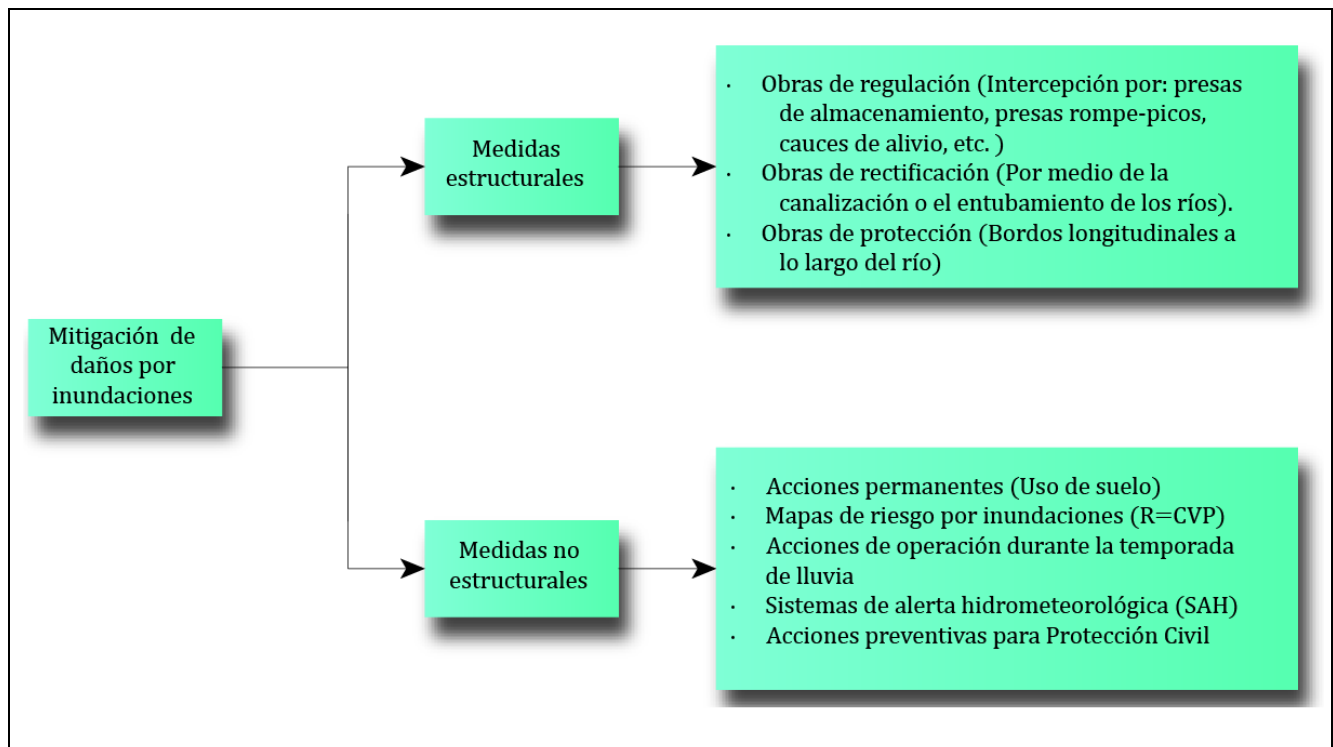 Mitigación de
daños por
inundaciones
Medidas
estructurales
· Obras de regulación (Intercepción por: presas
de almacenamiento, presas rompe-picos,
cauces de alivio, etc. )
· Obras de rectificación (Por medio de la
canalización o el entubamiento de los ríos).
· Obras de protección (Bordos longitudinales a
lo largo del río)
Medidas no
estructurales
· Acciones permanentes (Uso de suelo)
· Mapas de riesgo por inundaciones (R=CVP)
· Acciones de operación durante la temporada
de lluvia
· Sistemas de alerta hidrometeorológica (SAH)
· Acciones preventivas para Protección Civil